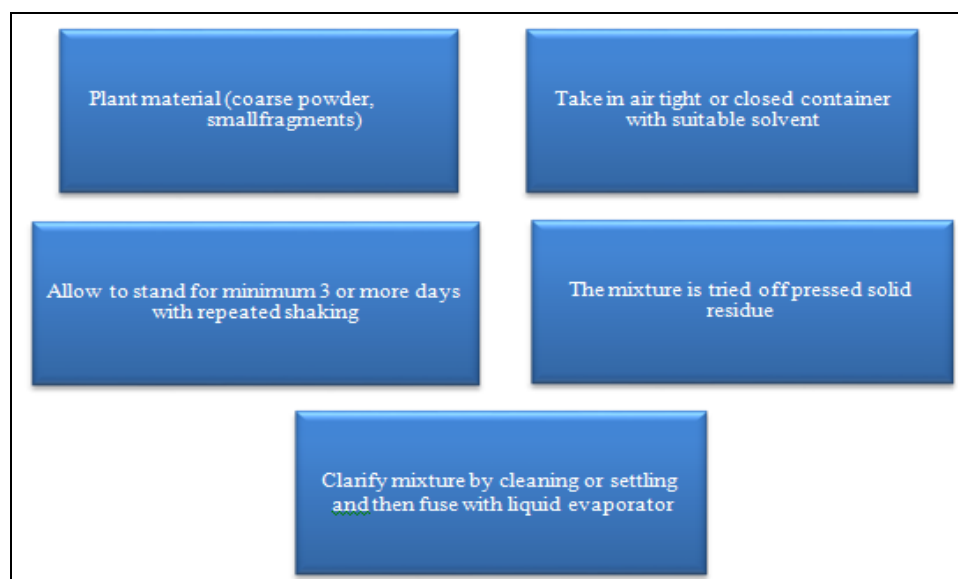 Plant material (coarse powder,
smallfragments)
Take in air tight or closed container
with suitable solvent
Allow to stand for minimum 3 or more days
with repeated shaking
The mixture is tried off pressed solid
residue
Clarify mixture by cleaning or settling
and then fuse with liquid evaporator